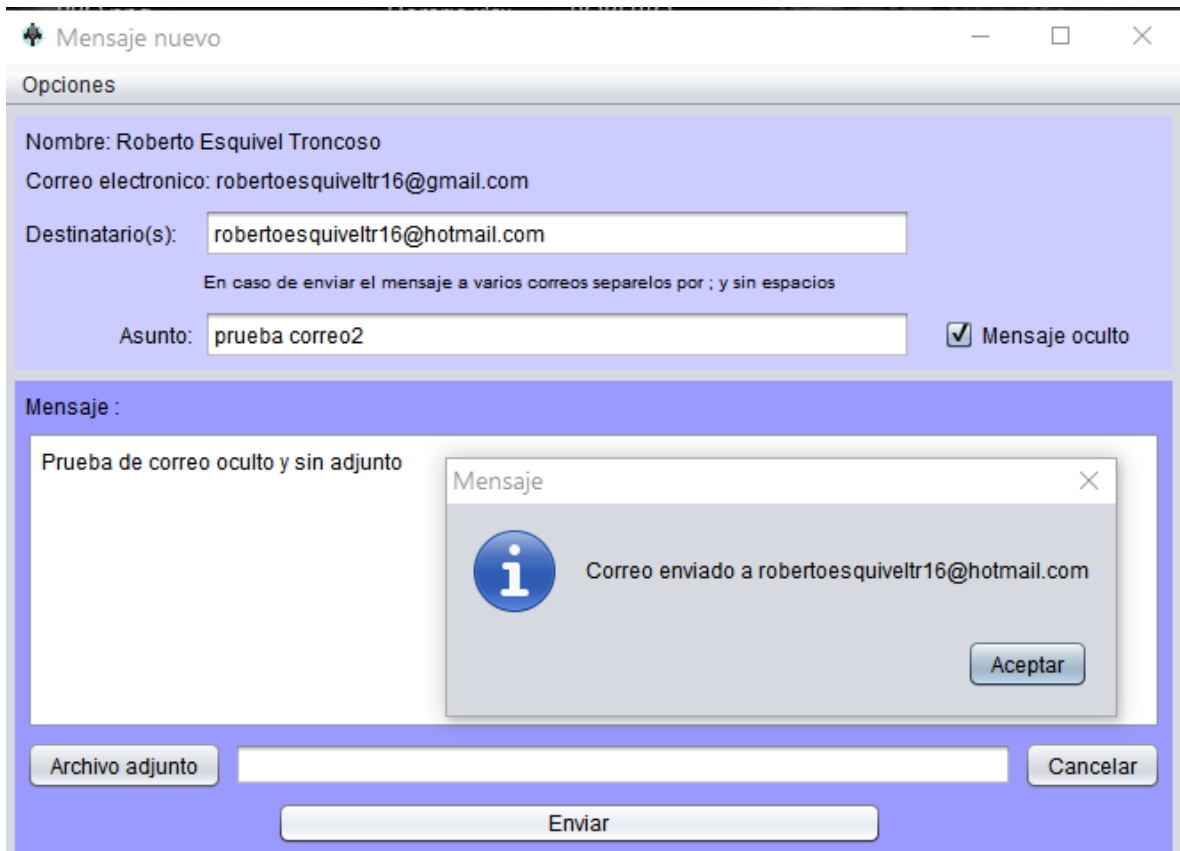 Mensaje nuevo
Opciones
Nombre: Roberto Esquivel Troncoso
Correo electronico: robertoesquiveltr16@gmail.com
Destinatario(s): robertoesquiveltr16@hotmail.com
En caso de enviar el mensaje a varios correos separelos por ; y sin espacios
Asunto: prueba correo2 Mensaje oculto
Mensaje :
Prueba de correo oculto y sin adjunto
Mensaje
Correo enviado a robertoesquiveltr16@hotmail.com
Aceptar
Archivo adjunto Cancelar
Enviar